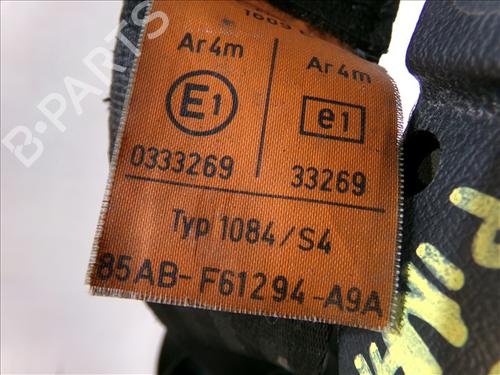 Ar4m
Ar4m
E1
e1
0333269
33269
Typ 1084/S4
85AB-F61294-A9A
B-PARTS